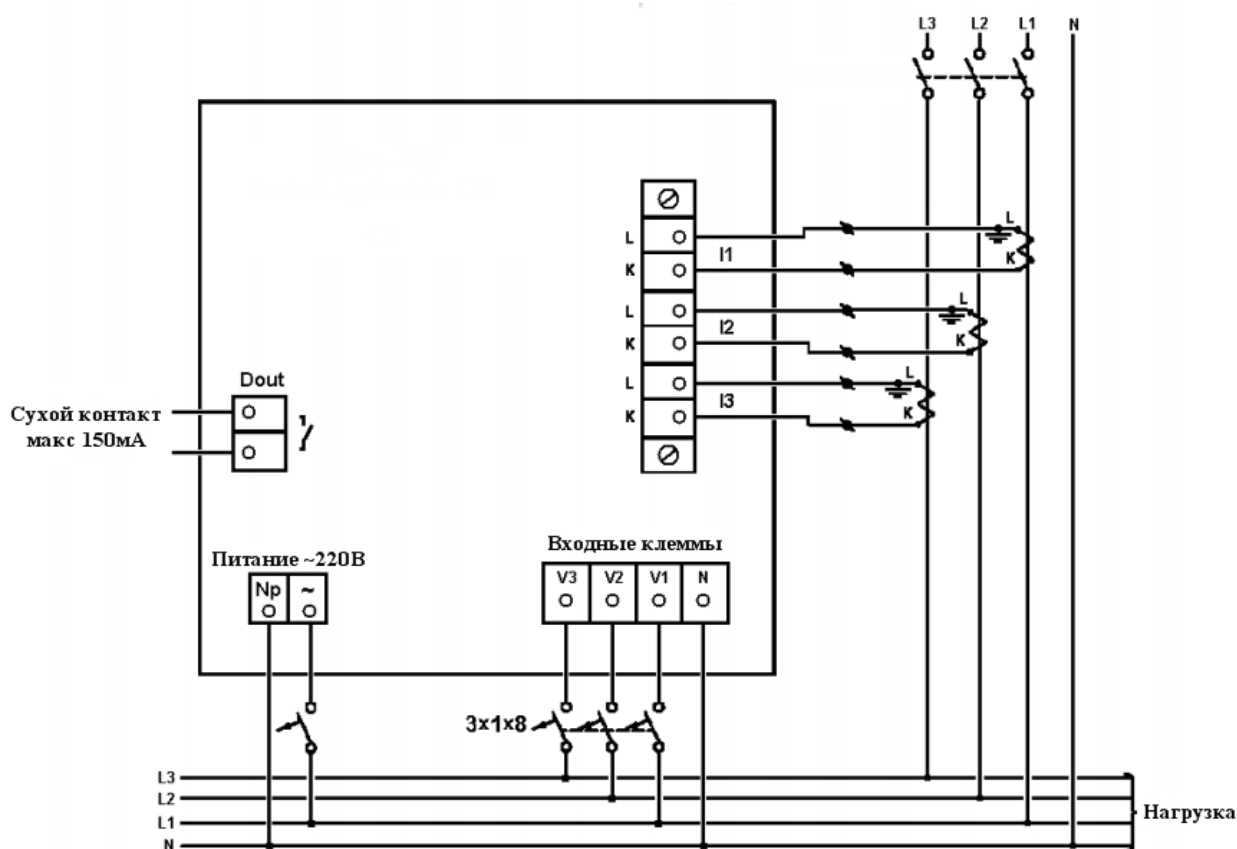 L3 L2 L1 N
L
L I1
K K
L L
I2
K K
L L
Dout
I3
K K
Сухой контакт
макс 150мА
Питание ~220В
Входные клеммы
Np ~
V3 V2 V1 N
3x1x8
L3
L2
L1
Нагрузка
N